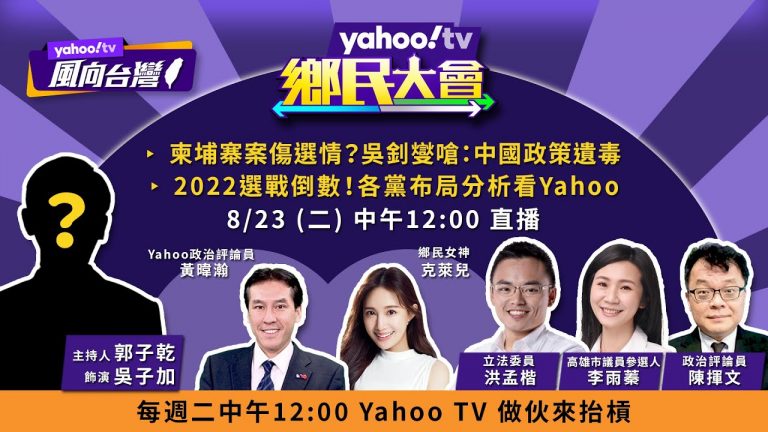 yahoo!tv
風向台灣
yahoo!tv
鄉民大會
▸ 柬埔寨案傷選情？吳釗燮嗆：中國政策遺毒
▸ 2022選戰倒數！各黨布局分析看Yahoo
8/23 (二) 中午12:00 直播
?
主持人 郭子乾
飾演 吳子加
Yahoo政治評論員
黃暐瀚
鄉民女神
克萊兒
立法委員
洪孟楷
高雄市議員參選人
李雨蓁
政治評論員
陳揮文
每週二中午12:00 Yahoo TV 做伙來抬槓